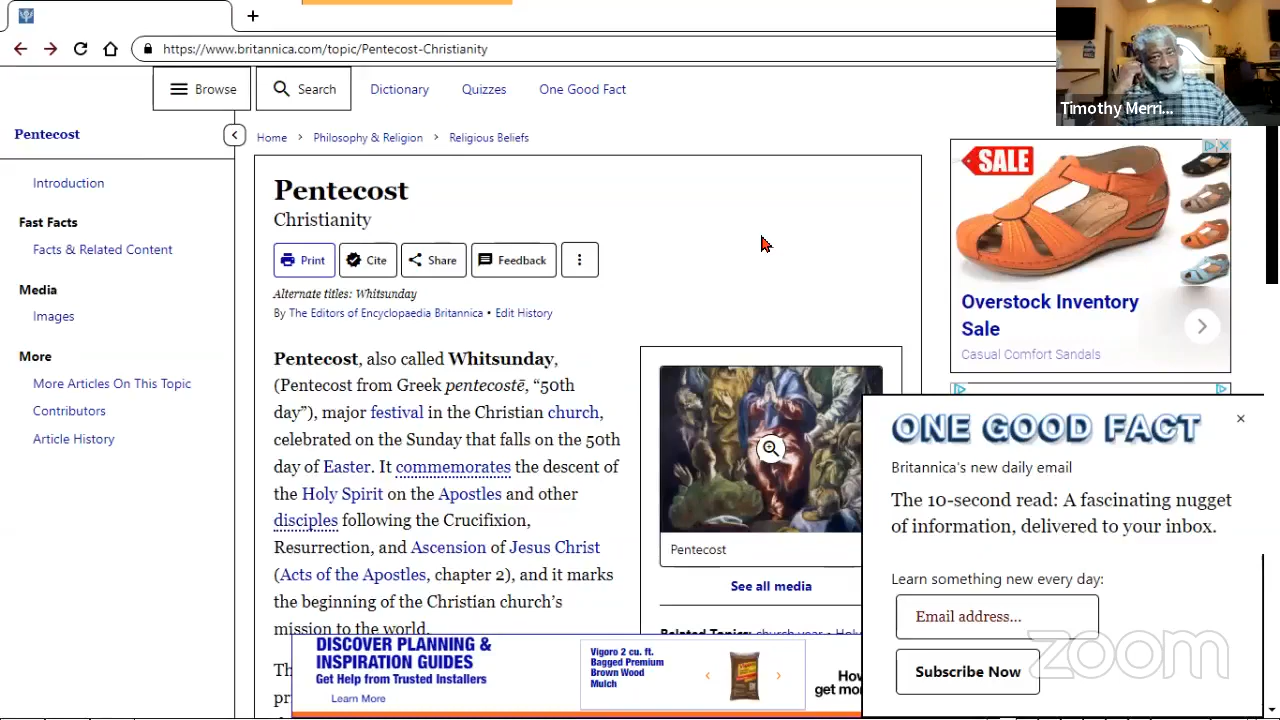 https://www.britannica.com/topic/Pentecost-Christianity
Timothy Merri...
Browse
Search
Dictionary
Quizzes
One Good Fact
Pentecost
Introduction
Fast Facts
Facts & Related Content
Media
Images
More
More Articles On This Topic
Contributors
Article History
Home > Philosophy & Religion > Religious Beliefs
Pentecost
Christianity
Print
Cite
Share
Feedback
Alternate titles: Whitsunday
By The Editors of Encyclopaedia Britannica • Edit History
Pentecost, also called Whitsunday,
(Pentecost from Greek pentecostē, “50th
day”), major festival in the Christian church,
celebrated on the Sunday that falls on the 50th
day of Easter. It commemorates the descent of
the Holy Spirit on the Apostles and other
disciples following the Crucifixion,
Resurrection, and Ascension of Jesus Christ
(Acts of the Apostles, chapter 2), and it marks
the beginning of the Christian church’s
mission to the world.
Pentecost
See all media
Related Topics: church year
SALE
Overstock Inventory
Sale
Casual Comfort Sandals
ONE GOOD FACT
Britannica's new daily email
The 10-second read: A fascinating nugget
of information, delivered to your inbox.
Learn something new every day:
Email address...
Subscribe Now
DISCOVER PLANNING &
INSPIRATION GUIDES
Get Help from Trusted Installers
Learn More
Vigoro 2 cu. ft.
Bagged Premium
Brown Wood
Mulch
How
get mo
zoom